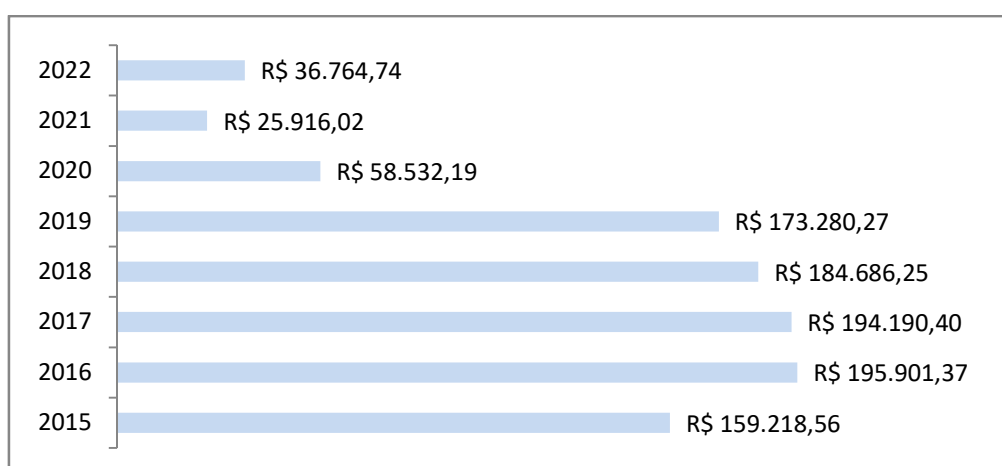 2022 R$ 36.764,74
2021 R$ 25.916,02
2020 R$ 58.532,19
2019 R$ 173.280,27
2018 R$ 184.686,25
2017 R$ 194.190,40
2016 R$ 195.901,37
2015 R$ 159.218,56